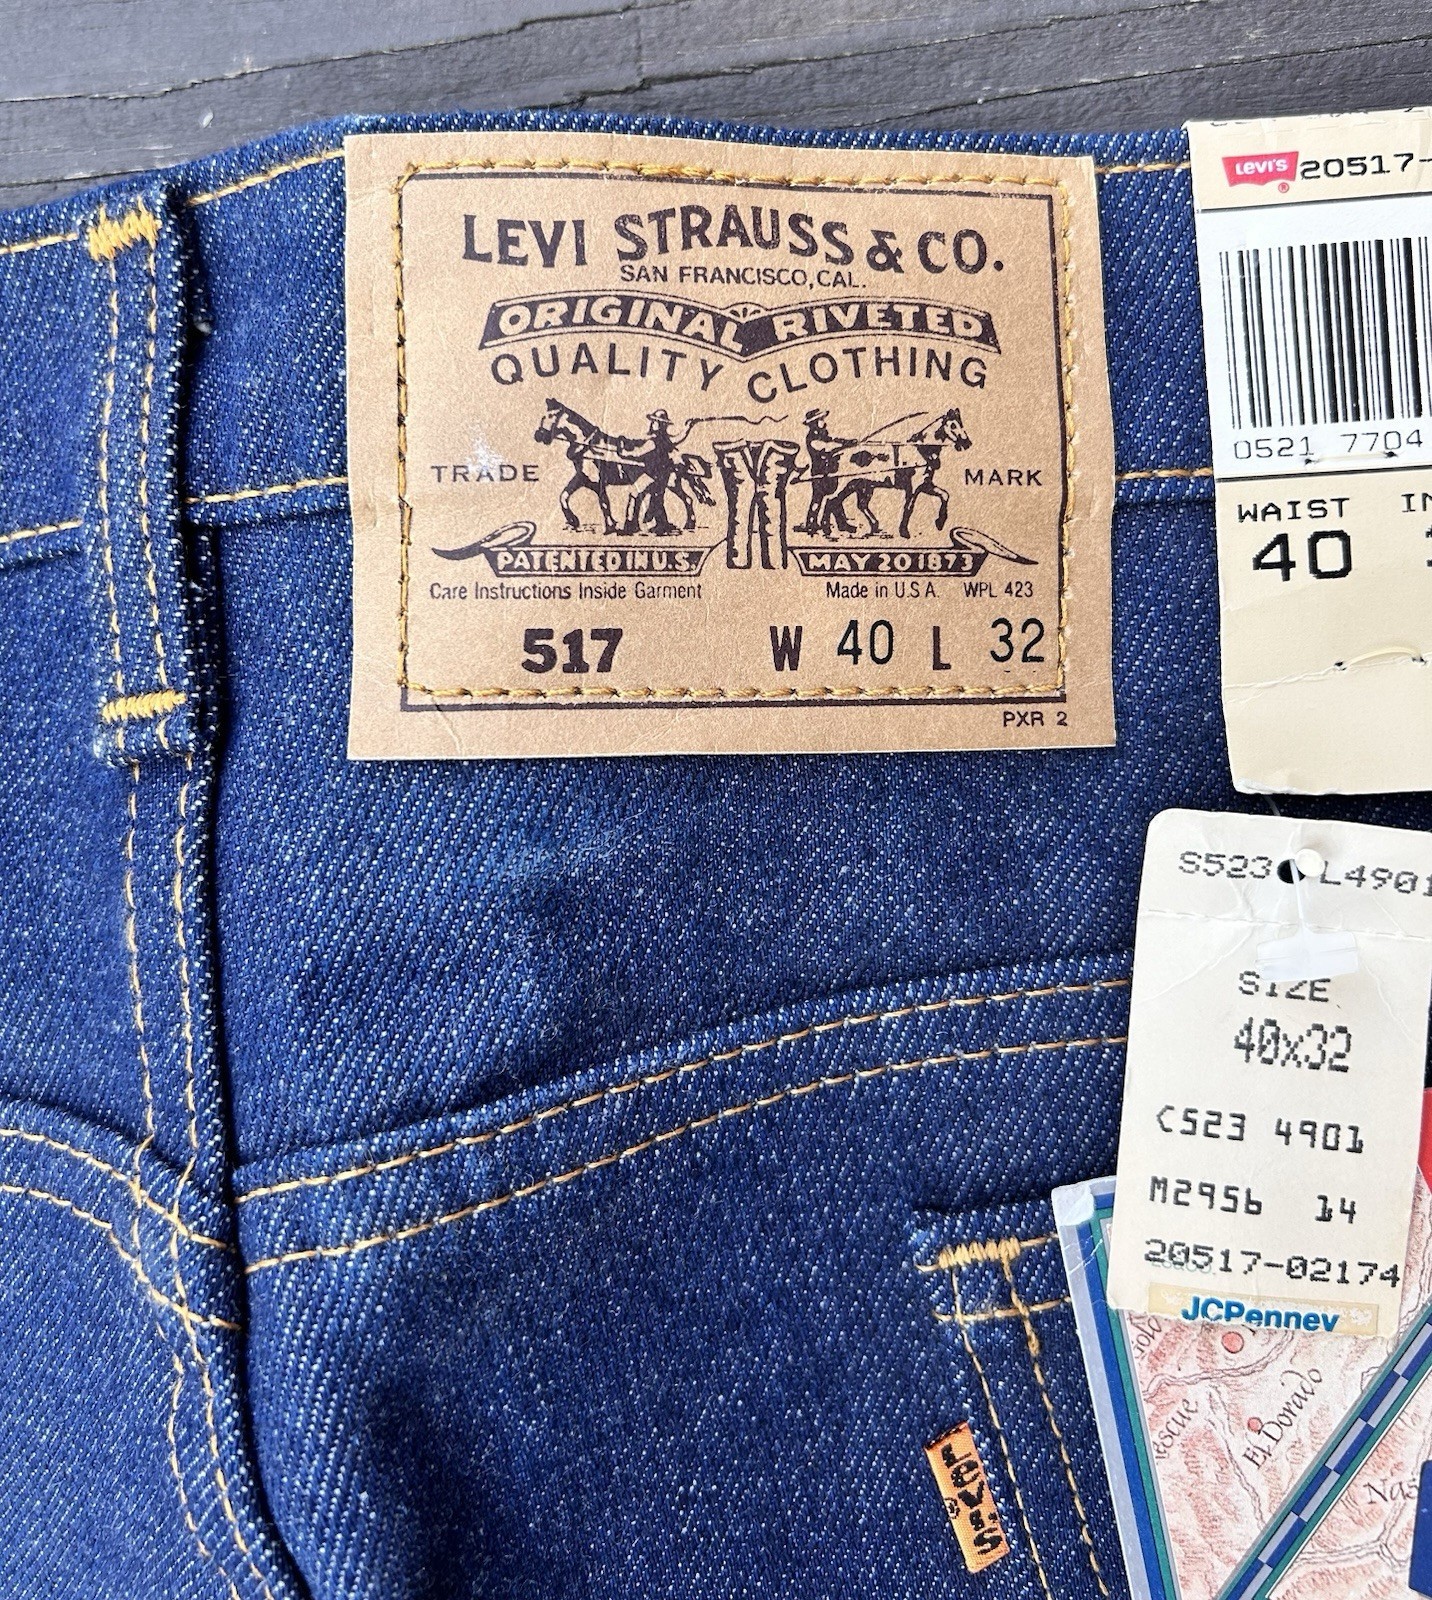 LEVI STRAUSS & CO.
SAN FRANCISCO, CAL.
ORIGINAL RIVETED
QUALITY CLOTHING
TRADE MARK
PATENTED IN U.S. MAY 20 1873
Care Instructions Inside Garment Made in U.S.A. WPL 423
517 W 40 L 32
PXR 2
Levi's® 20517-
0521 7704
WAIST
40
S523 L4901
SIZE
40x32
C523 4901
M2956 14
20517-02174
JCPenney
El Dorado
Levi's®